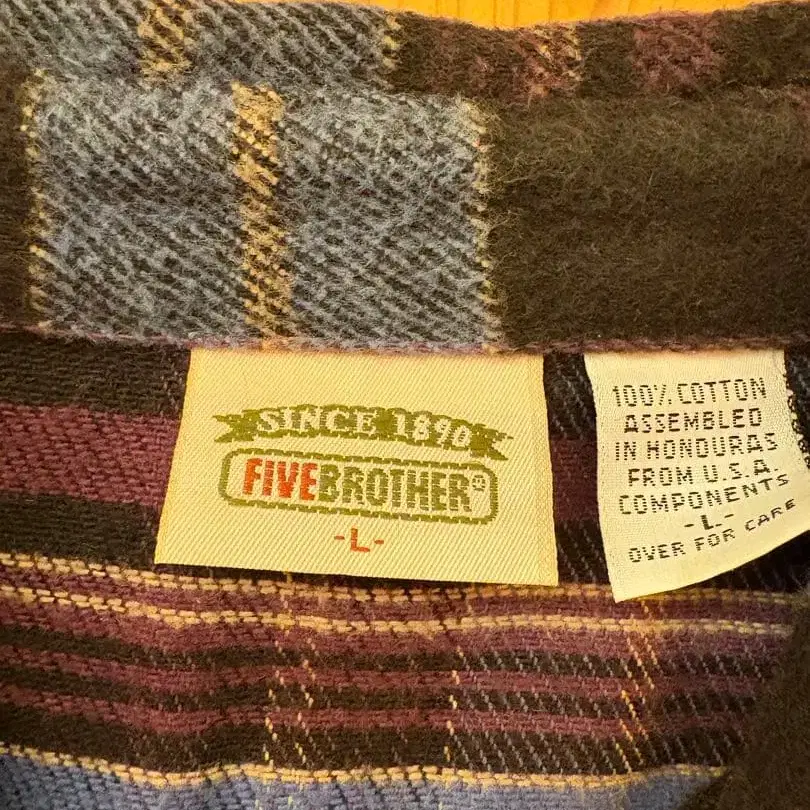 SINCE 1890
FIVEBROTHER®
-L-
100% COTTON
ASSEMBLED
IN HONDURAS
FROM U.S.A.
COMPONENTS
-L-
OVER FOR CARE